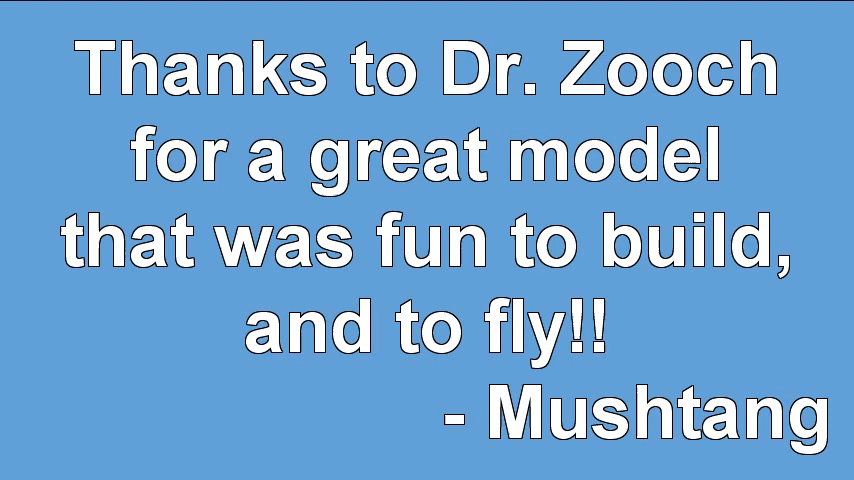 Thanks to Dr. Zooch
for a great model
that was fun to build,
and to fly!!
- Mushtang